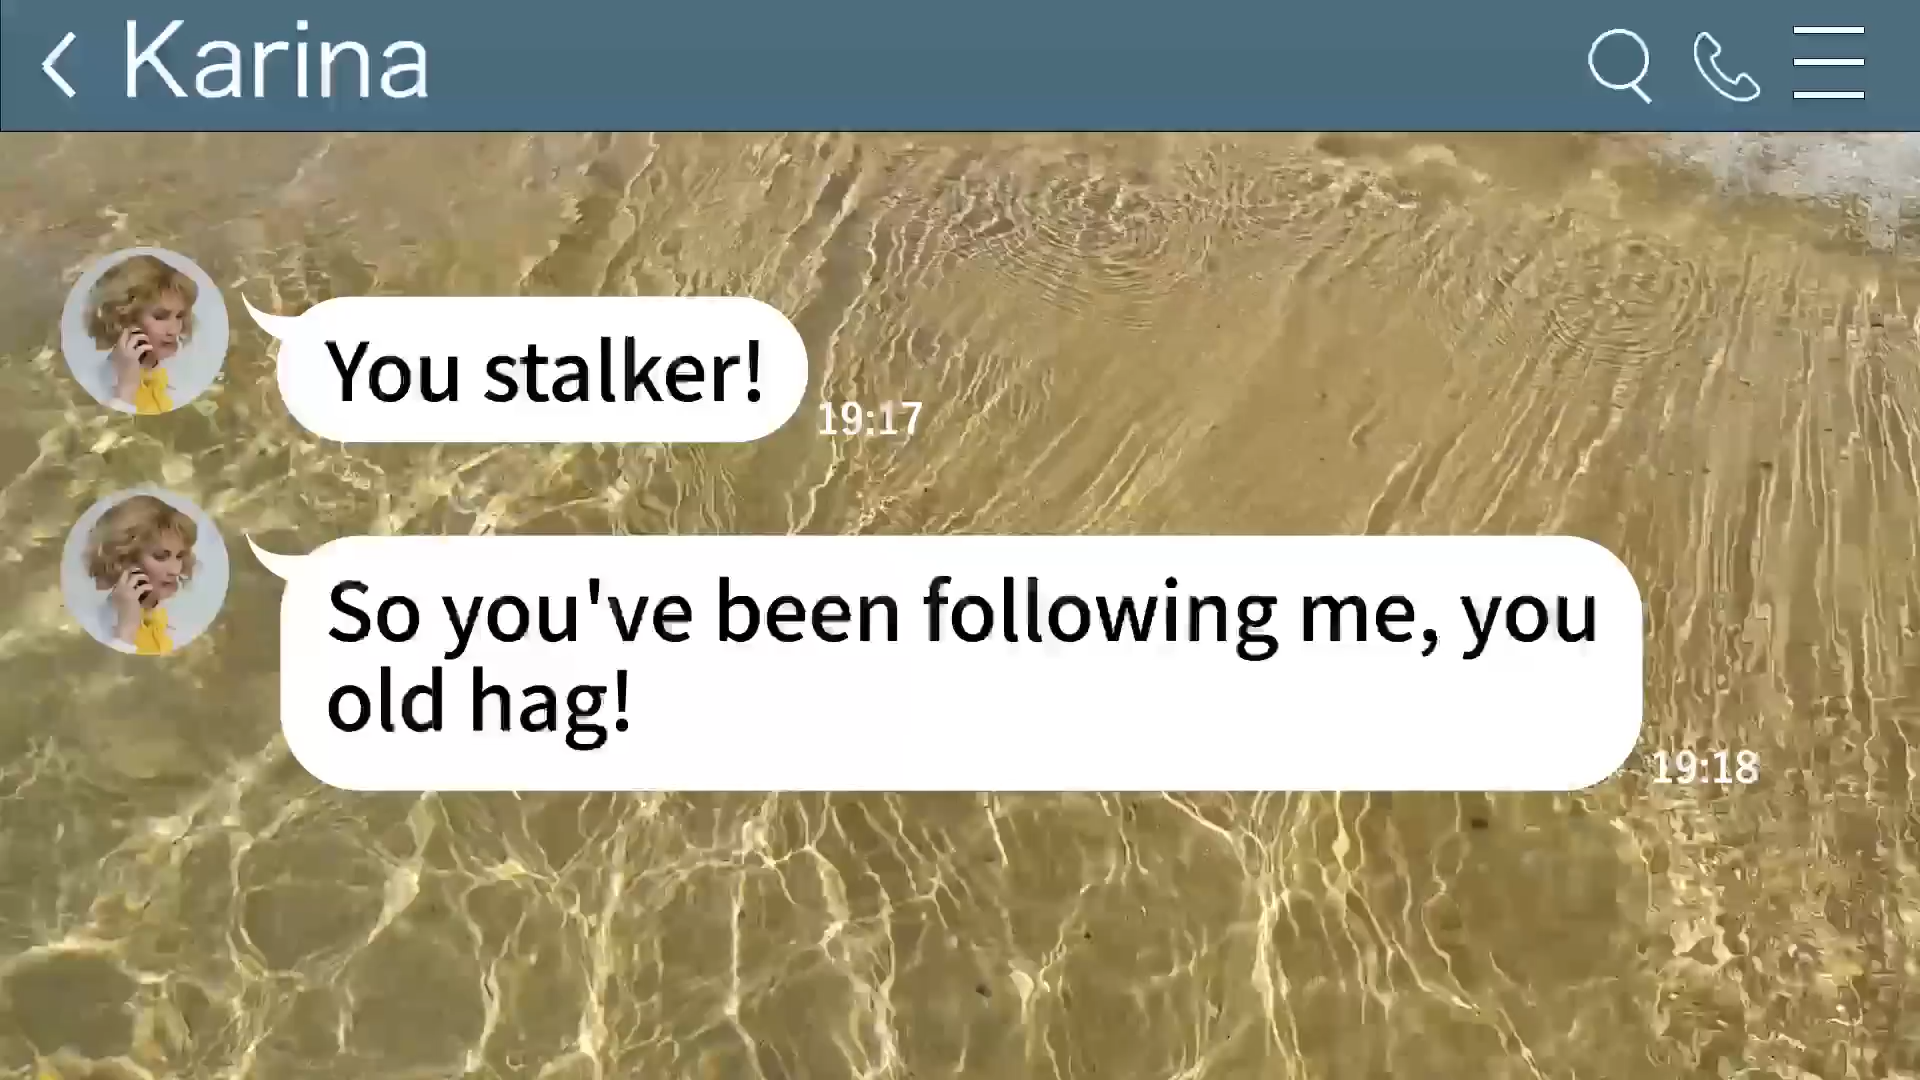 Karina
You stalker!
19:17
So you've been following me, you
old hag!
19:18